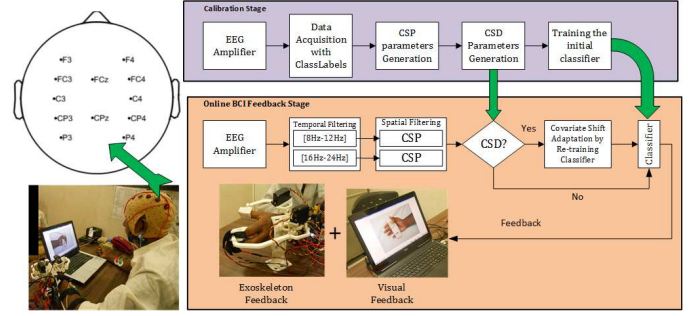 Calibration Stage
EEG
Amplifier
Data
Acquisition
with
ClassLabels
CSP
parameters
Generation
CSD
Parameters
Generation
Training the
initial
classifier
•F3
•F4
•FC3
•FCz
•FC4
•C3
•C4
•CP3
•CPz
•CP4
•P3
•P4
Online BCI Feedback Stage
EEG
Amplifier
Temporal Filtering
[8Hz-12Hz]
[16Hz-24Hz]
Spatial Filtering
CSP
CSP
CSD?
Yes
No
Covariate Shift
Adaptation by
Re-training
Classifier
Classifier
Feedback
+
Exoskeleton
Feedback
Visual
Feedback